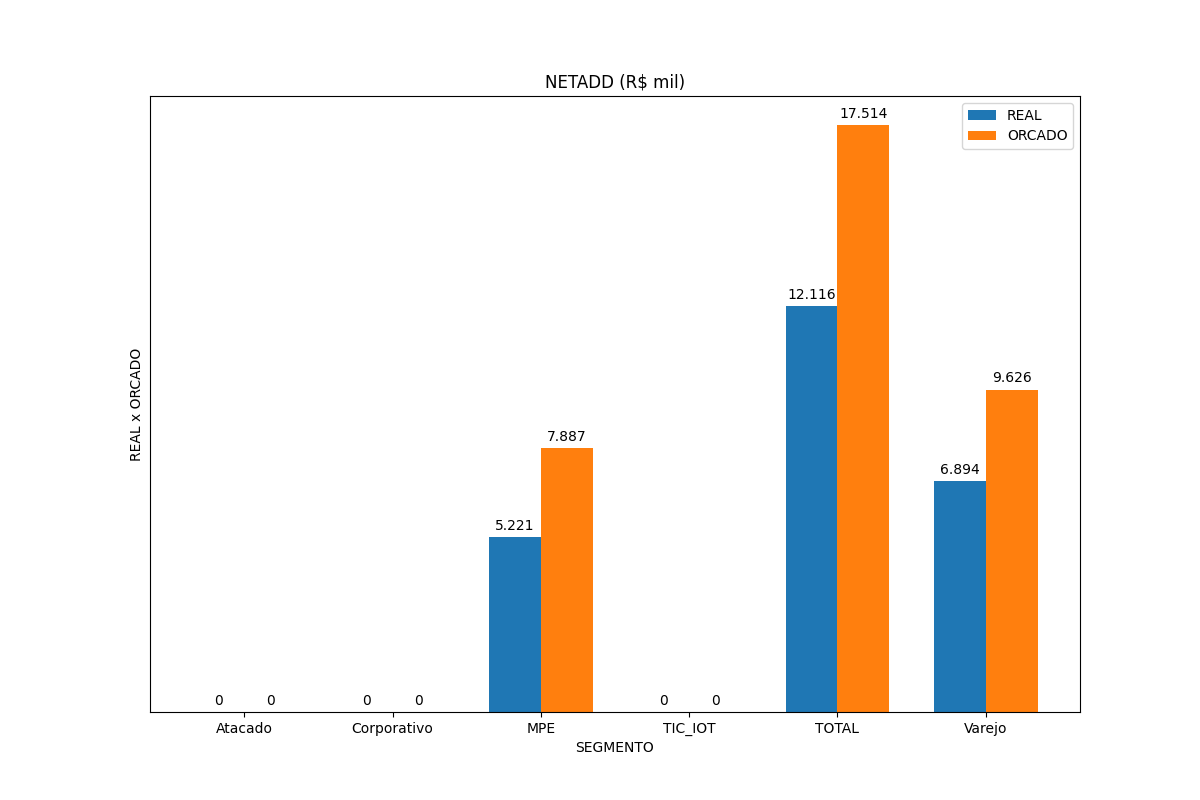 NETADD (R$ mil)
REAL
ORCADO
17.514
12.116
9.626
7.887
6.894
5.221
0 0 0 0 0 0
REAL x ORCADO
Atacado Corporativo MPE TIC_IOT TOTAL Varejo
SEGMENTO